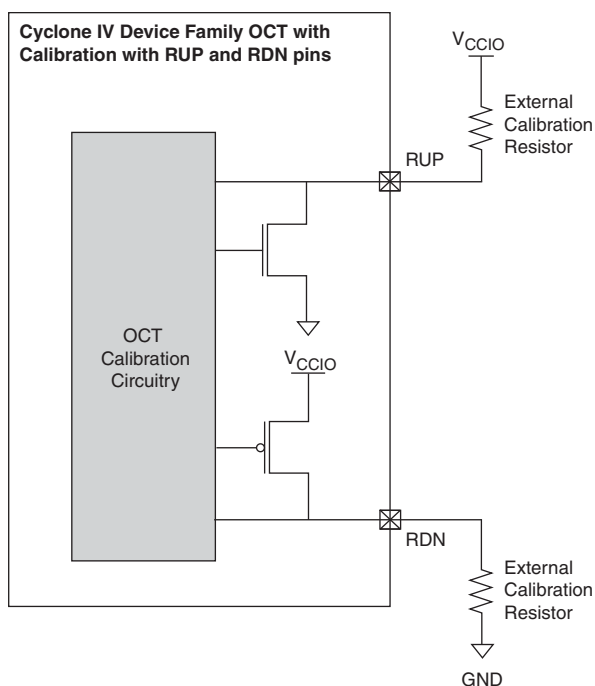 Cyclone IV Device Family OCT with
Calibration with RUP and RDN pins
VCCIO
External
Calibration
Resistor
RUP
OCT
Calibration
Circuitry
VCCIO
RDN
External
Calibration
Resistor
GND